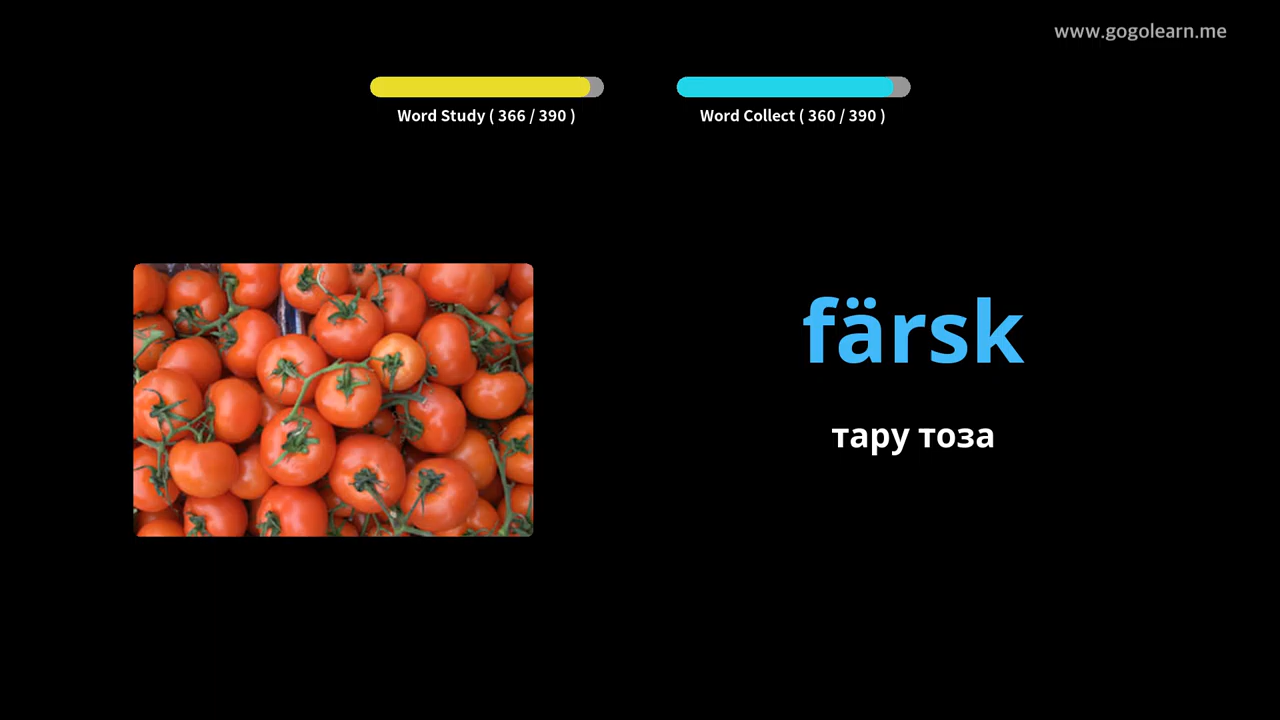 www.gogolearn.me
Word Study ( 366 / 390 )
Word Collect ( 360 / 390 )
färsk
тару тоза